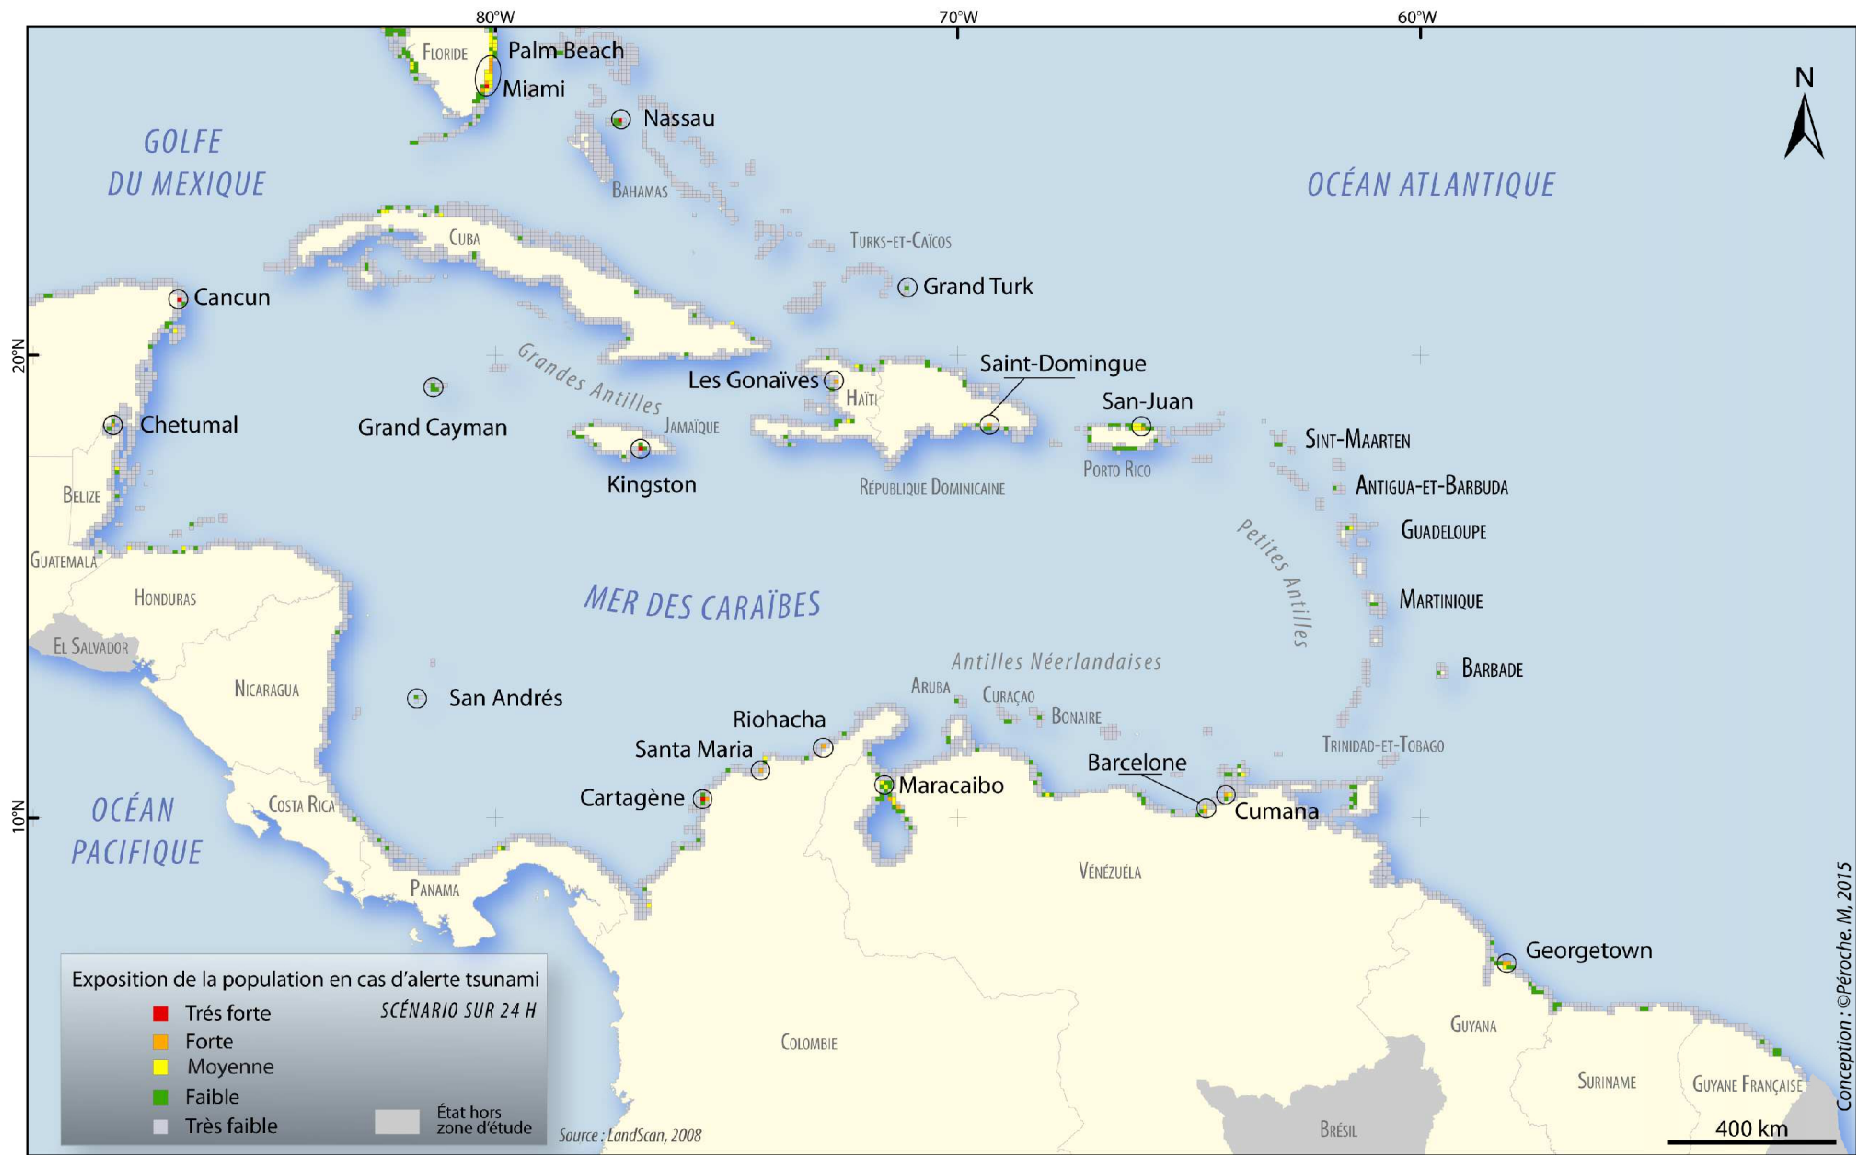 80°W
70°W
60°W
FLORIDE
Palm Beach
Miami
N
Nassau
GOLFE
DU MEXIQUE
OCÉAN ATLANTIQUE
BAHAMAS
CUBA
TURKS-ET-CAÏCOS
Grand Turk
Cancun
20°N
Grandes Antilles
Saint-Domingue
Les Gonaïves
HAÏTI
San-Juan
Grand Cayman
Chetumal
JAMAÏQUE
SINT-MAARTEN
PORTO RICO
Kingston
RÉPUBLIQUE DOMINICAINE
ANTIGUA-ET-BARBUDA
BELIZE
GUADELOUPE
Petites Antilles
GUATEMALA
HONDURAS
MER DES CARAÏBES
MARTINIQUE
EL SALVADOR
Antilles Néerlandaises
BARBADE
NICARAGUA
San Andrés
ARUBA
CURAÇAO
BONAIRE
Riohacha
Santa Maria
TRINIDAD-ET-TOBAGO
Barcelone
Cartagène
Maracaibo
Cumana
COSTA RICA
10°N
OCÉAN
PACIFIQUE
PANAMA
VÉNÉZUÉLA
Georgetown
GUYANA
COLOMBIE
SURINAME
GUYANE FRANÇAISE
BRÉSIL
Exposition de la population en cas d'alerte tsunami
SCÉNARIO SUR 24 H
Trés forte
Forte
Moyenne
Faible
Très faible
État hors
zone d'étude
Source : LandScan, 2008
400 km
Conception : ©Péroche. M, 2015